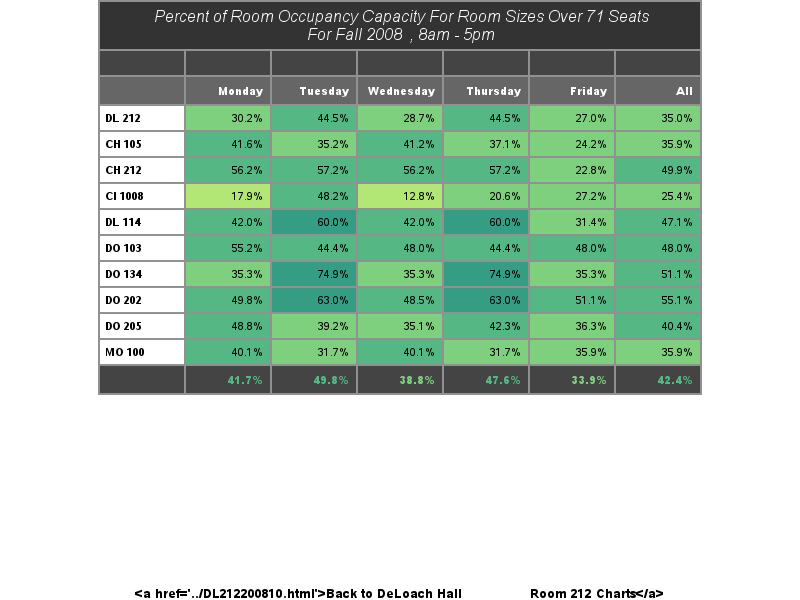 Percent of Room Occupancy Capacity For Room Sizes Over 71 Seats
For Fall 2008 , 8am - 5pm
Monday Tuesday Wednesday Thursday Friday All
DL 212 30.2% 44.5% 28.7% 44.5% 27.0% 35.0%
CH 105 41.6% 35.2% 41.2% 37.1% 24.2% 35.9%
CH 212 56.2% 57.2% 56.2% 57.2% 22.8% 49.9%
CI 1008 17.9% 48.2% 12.8% 20.6% 27.2% 25.4%
DL 114 42.0% 60.0% 42.0% 60.0% 31.4% 47.1%
DO 103 55.2% 44.4% 48.0% 44.4% 48.0% 48.0%
DO 134 35.3% 74.9% 35.3% 74.9% 35.3% 51.1%
DO 202 49.8% 63.0% 48.5% 63.0% 51.1% 55.1%
DO 205 48.8% 39.2% 35.1% 42.3% 36.3% 40.4%
MO 100 40.1% 31.7% 40.1% 31.7% 35.9% 35.9%
41.7% 49.8% 38.8% 47.6% 33.9% 42.4%
<a href='../DL212200810.html'>Back to DeLoach Hall Room 212 Charts</a>